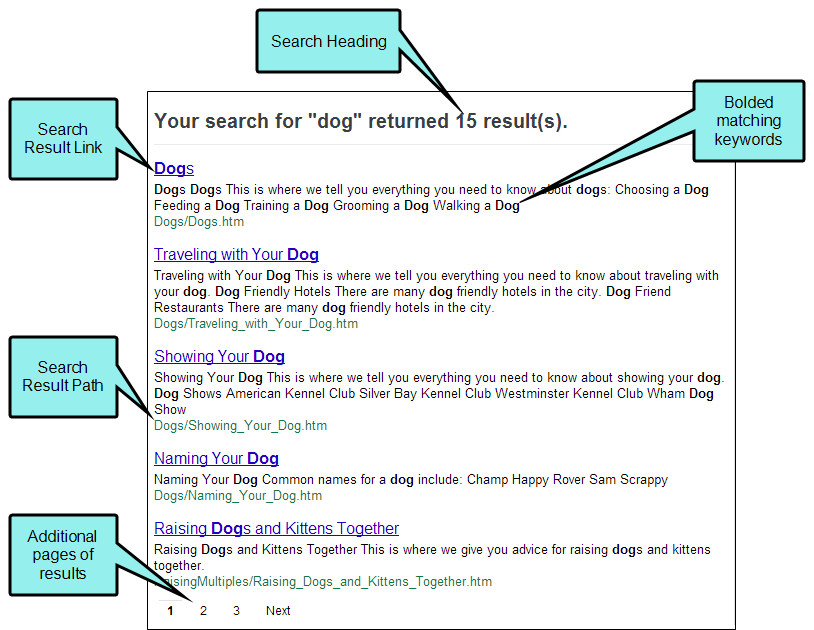 Search Heading
Bolded
matching
keywords
Search
Result Link
Your search for "dog" returned 15 result(s).
Dogs
Dogs Dogs This is where we tell you everything you need to know about dogs: Choosing a Dog
Feeding a Dog Training a Dog Grooming a Dog Walking a Dog
Dogs/Dogs.htm
Traveling with Your Dog
Traveling with Your Dog This is where we tell you everything you need to know about traveling with
your dog. Dog Friendly Hotels There are many dog friendly hotels in the city. Dog Friend
Restaurants There are many dog friendly hotels in the city.
Dogs/Traveling_with_Your_Dog.htm
Search
Result Path
Showing Your Dog
Showing Your Dog This is where we tell you everything you need to know about showing your dog.
Dog Shows American Kennel Club Silver Bay Kennel Club Westminster Kennel Club Wham Dog
Show
Dogs/Showing_Your_Dog.htm
Naming Your Dog
Naming Your Dog Common names for a dog include: Champ Happy Rover Sam Scrappy
Dogs/Naming_Your_Dog.htm
Additional
pages of
results
Raising Dogs and Kittens Together
Raising Dogs and Kittens Together This is where we give you advice for raising dogs and kittens
together.
RaisingMultiples/Raising_Dogs_and_Kittens_Together.htm
1 2 3 Next